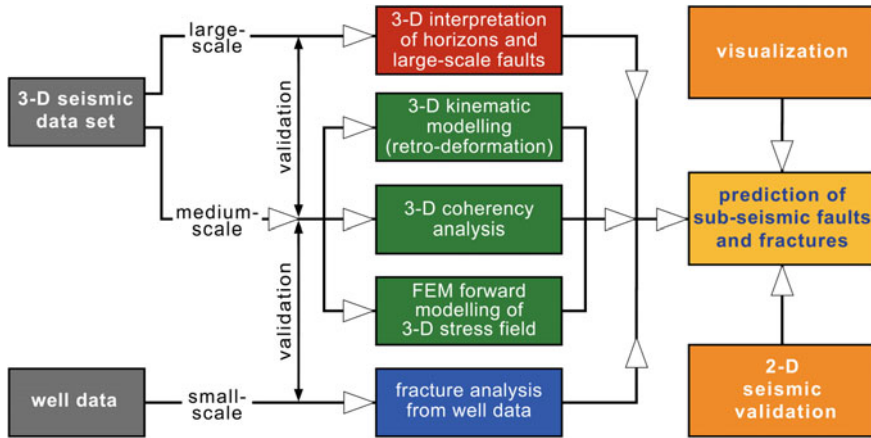 large-
scale
3-D interpretation
of horizons and
large-scale faults
visualization
3-D seismic
data set
validation
3-D kinematic
modelling
(retro-deformation)
medium-
scale
3-D coherency
analysis
prediction of
sub-seismic faults
and fractures
validation
FEM forward
modelling of
3-D stress field
well data
small-
scale
fracture analysis
from well data
2-D
seismic
validation